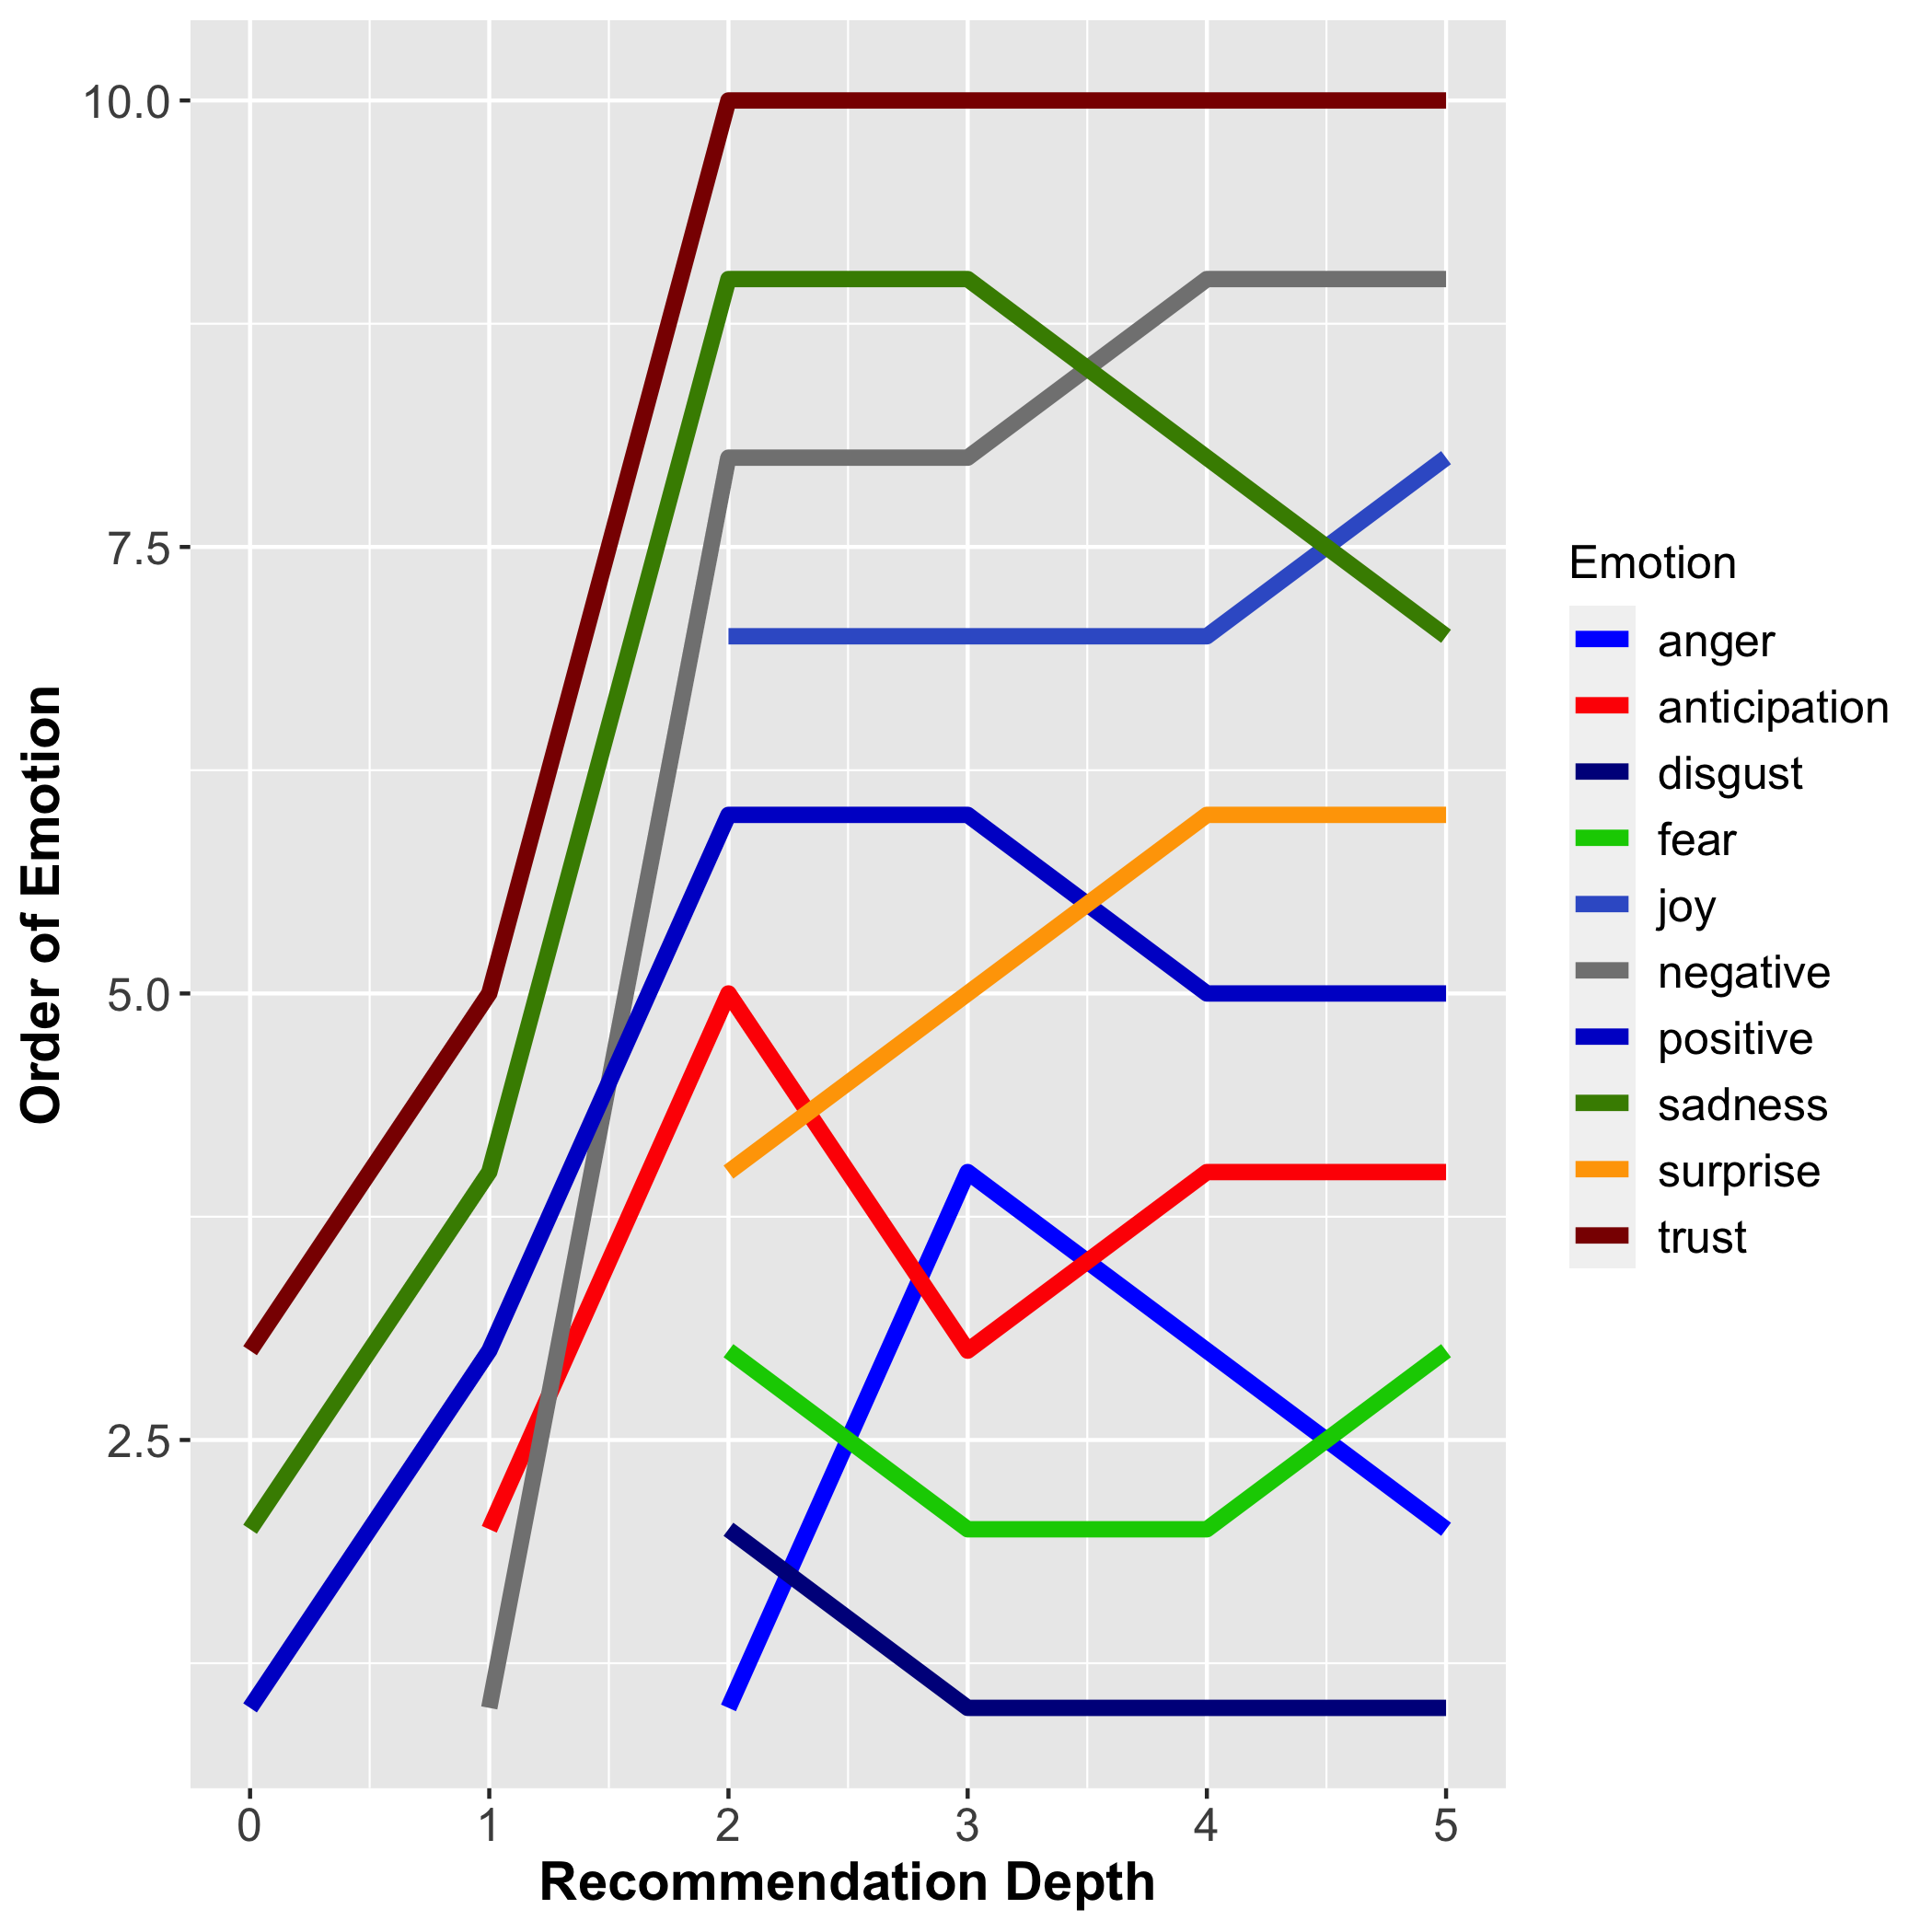 10.0
7.5
5.0
2.5
Order of Emotion
0 1 2 3 4 5
Recommendation Depth
Emotion
anger
anticipation
disgust
fear
joy
negative
positive
sadness
surprise
trust